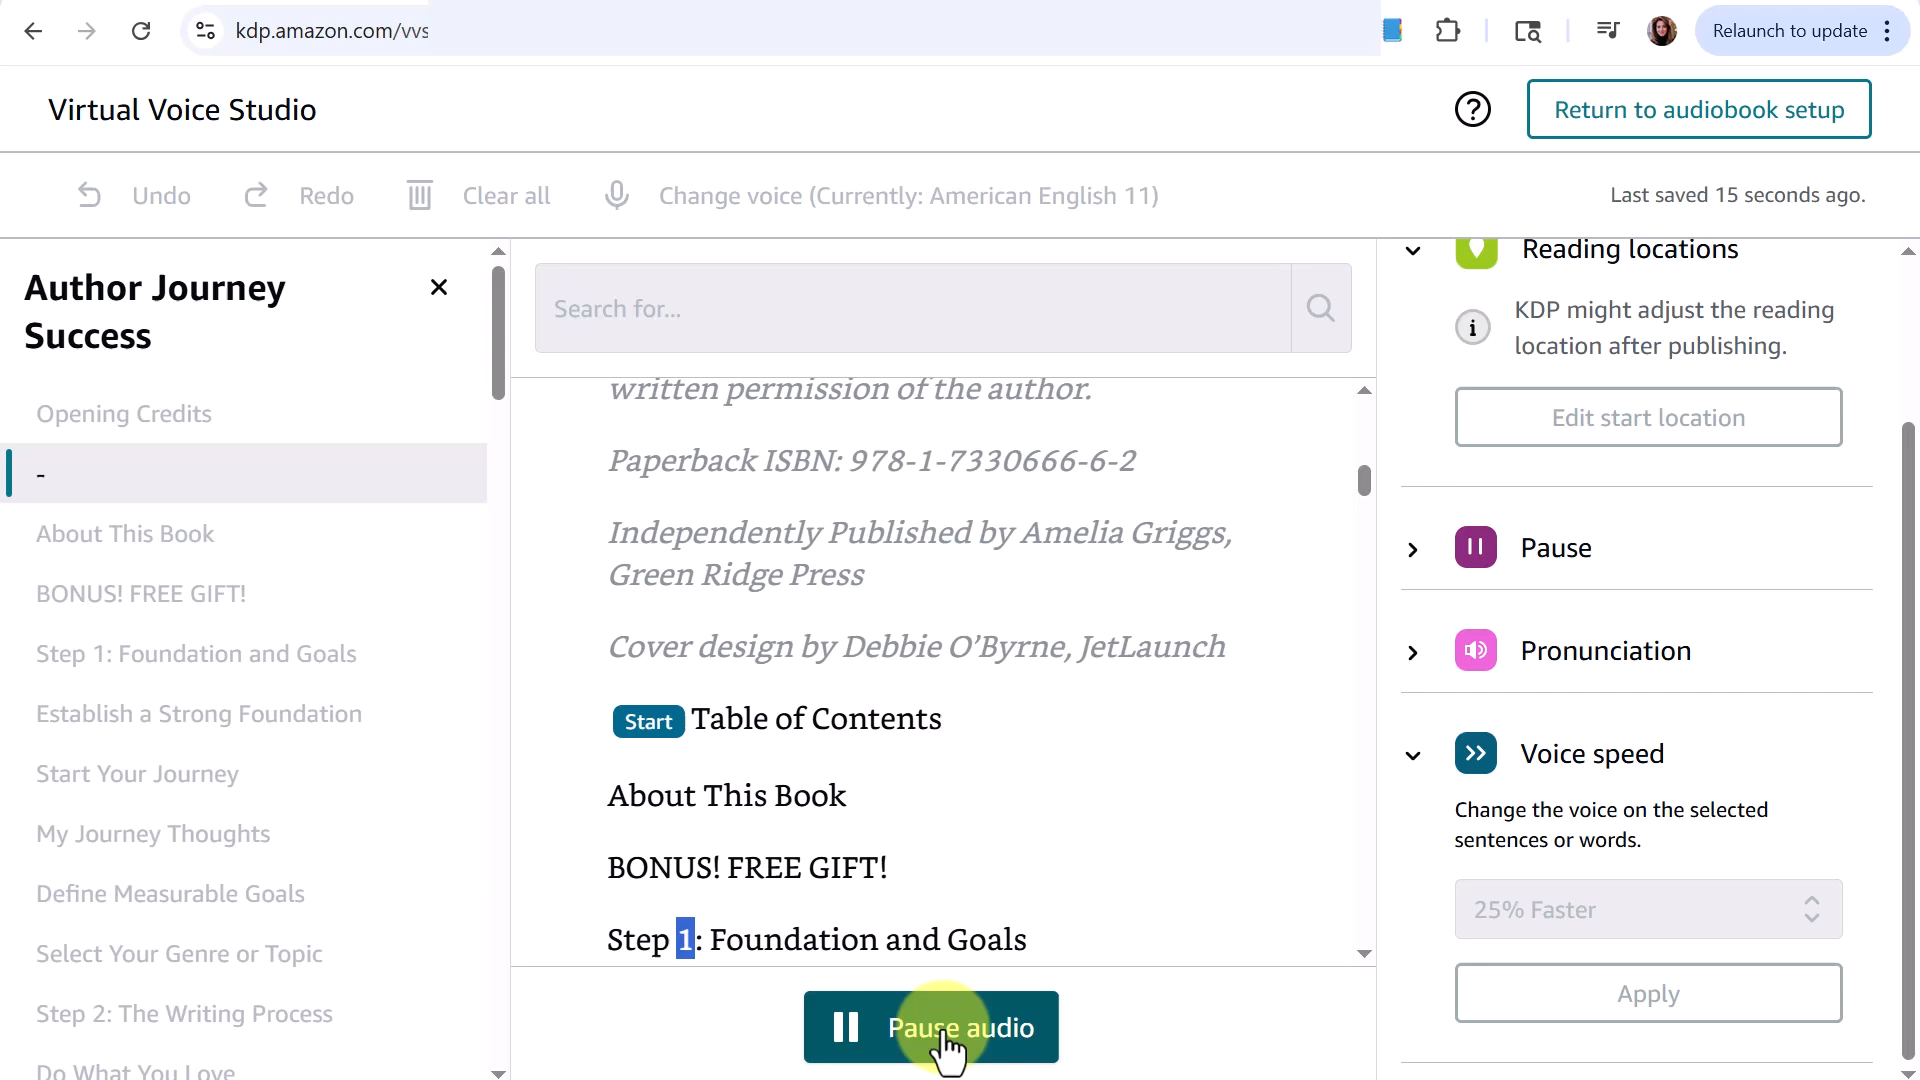 kdp.amazon.com/vvs
Relaunch to update
Virtual Voice Studio
Return to audiobook setup
Undo
Redo
Clear all
Change voice (Currently: American English 11)
Last saved 15 seconds ago.
Author Journey
Success
Opening Credits
-
About This Book
BONUS! FREE GIFT!
Step 1: Foundation and Goals
Establish a Strong Foundation
Start Your Journey
My Journey Thoughts
Define Measurable Goals
Select Your Genre or Topic
Step 2: The Writing Process
Do What You Love
Search for...
written permission of the author.
Paperback ISBN: 978-1-7330666-6-2
Independently Published by Amelia Griggs,
Green Ridge Press
Cover design by Debbie O’Byrne, JetLaunch
Start Table of Contents
About This Book
BONUS! FREE GIFT!
Step 1: Foundation and Goals
Pause audio
Reading locations
KDP might adjust the reading
location after publishing.
Edit start location
Pause
Pronunciation
Voice speed
Change the voice on the selected
sentences or words.
25% Faster
Apply